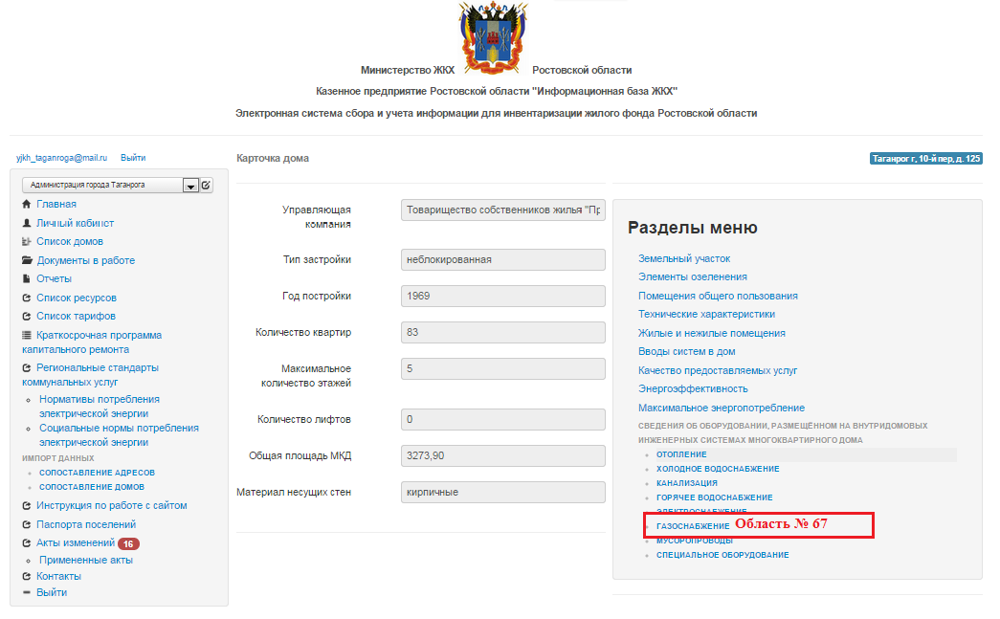 Министерство ЖКХ Ростовской области
Казенное предприятие Ростовской области "Информационная база ЖКХ"
Электронная система сбора и учета информации для инвентаризации жилого фонда Ростовской области
yjkh_taganroga@mail.ru Выйти
Администрация города Таганрога
Главная
Личный кабинет
Список домов
Документы в работе
Отчеты
Список ресурсов
Список тарифов
Краткосрочная программа
капитального ремонта
Региональные стандарты
коммунальных услуг
Нормативы потребления
электрической энергии
Социальные нормы потребления
электрической энергии
ИМПОРТ ДАННЫХ
СОПОСТАВЛЕНИЕ АДРЕСОВ
СОПОСТАВЛЕНИЕ ДОМОВ
Инструкция по работе с сайтом
Паспорта поселений
Акты изменений 16
Примененные акты
Контакты
Выйти
Карточка дома
Таганрог г, 10-й пер, д. 125
Управляющая
компания
Товарищество собственников жилья "Пр
Тип застройки
неблокированная
Год постройки
1969
Количество квартир
83
Максимальное
количество этажей
5
Количество лифтов
0
Общая площадь МКД
3273,90
Материал несущих стен
кирпичные
Разделы меню
Земельный участок
Элементы озеленения
Помещения общего пользования
Технические характеристики
Жилые и нежилые помещения
Вводы систем в дом
Качество предоставляемых услуг
Энергоэффективность
Максимальное энергопотребление
СВЕДЕНИЯ ОБ ОБОРУДОВАНИИ, РАЗМЕЩЁННОМ НА ВНУТРИДОМОВЫХ
ИНЖЕНЕРНЫХ СИСТЕМАХ МНОГОКВАРТИРНОГО ДОМА
ОТОПЛЕНИЕ
ХОЛОДНОЕ ВОДОСНАБЖЕНИЕ
КАНАЛИЗАЦИЯ
ГОРЯЧЕЕ ВОДОСНАБЖЕНИЕ
ЭЛЕКТРОСНАБЖЕНИЕ
ГАЗОСНАБЖЕНИЕ Область № 67
МУСОРОПРОВОДЫ
СПЕЦИАЛЬНОЕ ОБОРУДОВАНИЕ